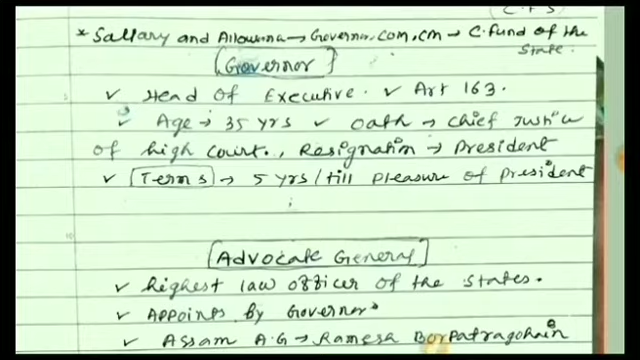 (C F S)
* Sallary and Allowna → Governor, COM, CM → C. Fund of the
State.
Governor
✓ Head of Executive. ✓ Art 163.
✓ Age → 35 yrs ✓ Oath → chief Justice
of high court., Resignation → President
✓ Terms → 5 yrs / till pleasure of President
Advocate General
✓ highest law officer of the States.
✓ Appoints by Governor
✓ Assam A.G → Ramesh Borpatragohain